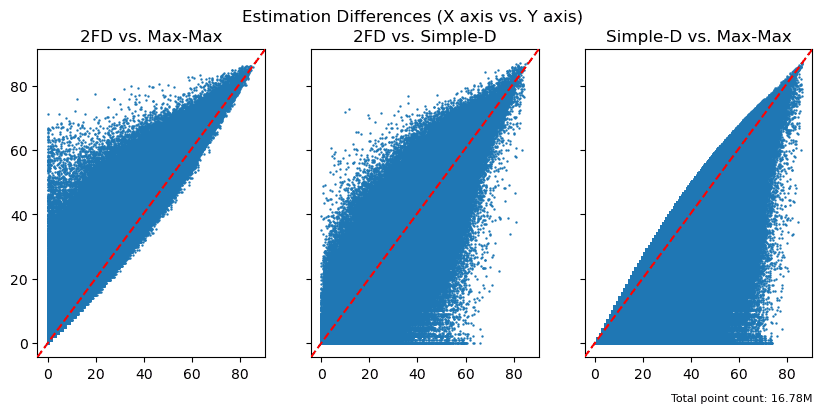 Estimation Differences (X axis vs. Y axis)
2FD vs. Max-Max
2FD vs. Simple-D
Simple-D vs. Max-Max
80
60
40
20
0
0 20 40 60 80
0 20 40 60 80
0 20 40 60 80
Total point count: 16.78M